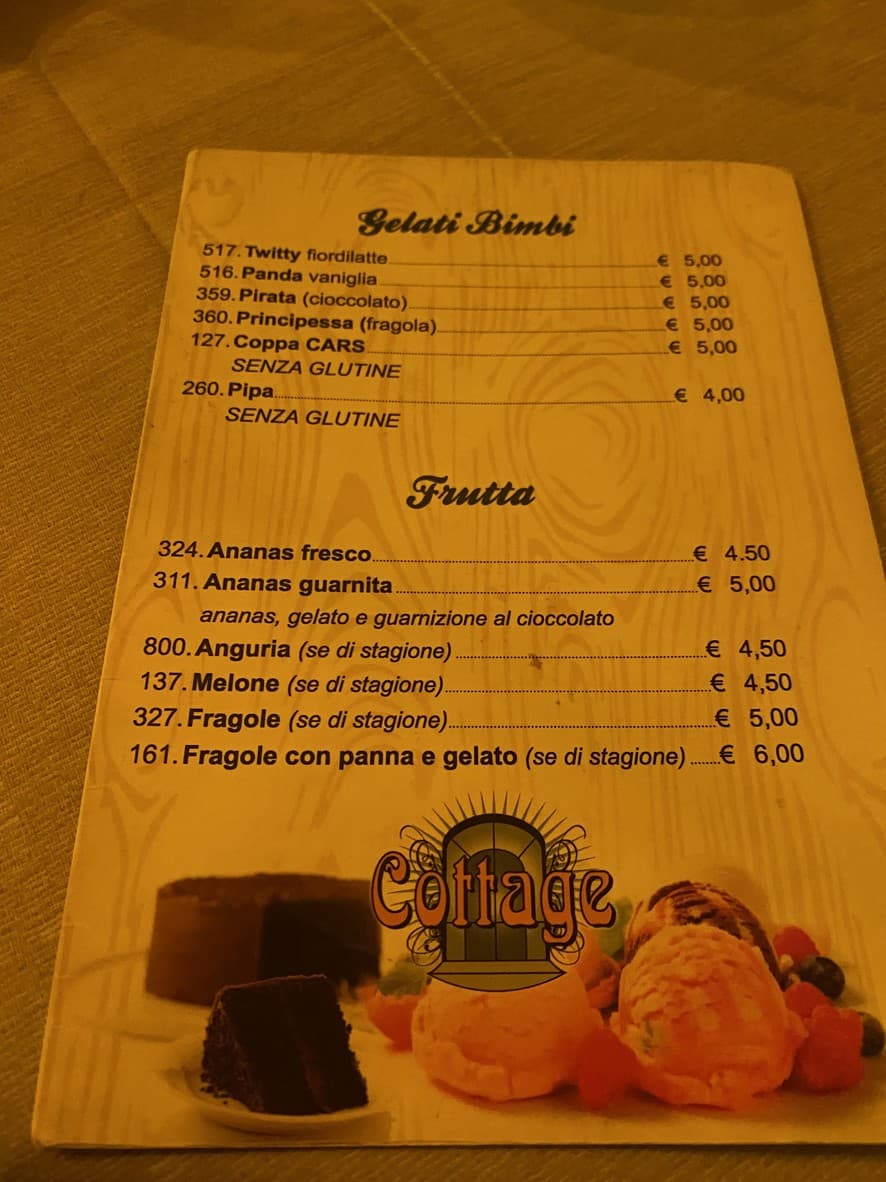 Gelati Bimbi
517. Twitty fiordilatte € 5,00
516. Panda vaniglia € 5,00
359. Pirata (cioccolato) € 5,00
360. Principessa (fragola) € 5,00
127. Coppa CARS € 5,00
SENZA GLUTINE
260. Pipa € 4,00
SENZA GLUTINE
Frutta
324. Ananas fresco € 4.50
311. Ananas guarnita € 5,00
ananas, gelato e guarnizione al cioccolato
800. Anguria (se di stagione) € 4,50
137. Melone (se di stagione) € 4,50
327. Fragole (se di stagione) € 5,00
161. Fragole con panna e gelato (se di stagione) € 6,00
Cottage